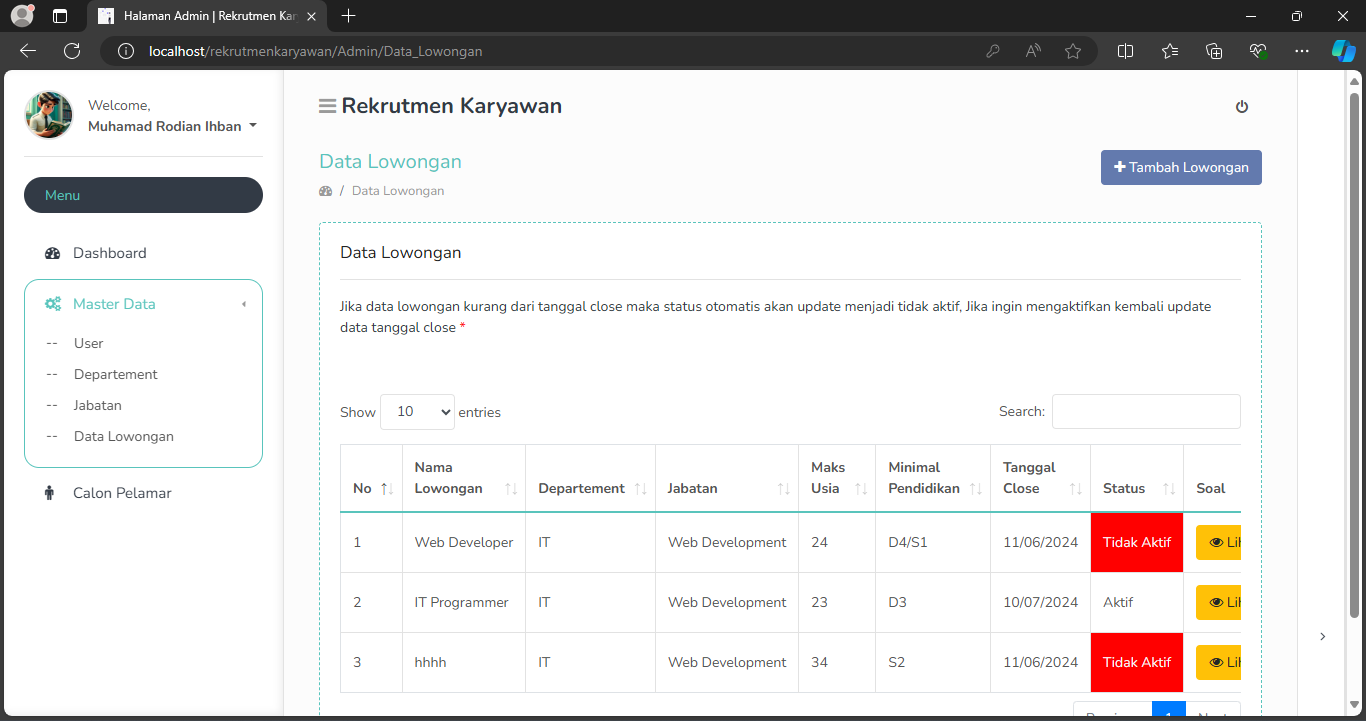 Halaman Admin | Rekrutmen Kar
localhost/rekrutmenkaryawan/Admin/Data_Lowongan
Welcome,
Muhamad Rodian Ihban
Menu
Dashboard
Master Data
-- User
-- Departement
-- Jabatan
-- Data Lowongan
Calon Pelamar
Rekrutmen Karyawan
Data Lowongan
/ Data Lowongan
Tambah Lowongan
Data Lowongan
Jika data lowongan kurang dari tanggal close maka status otomatis akan update menjadi tidak aktif, Jika ingin mengaktifkan kembali update
data tanggal close *
Show 10 entries
Search:
No Nama Lowongan Departement Jabatan Maks Usia Minimal Pendidikan Tanggal Close Status Soal
1 Web Developer IT Web Development 24 D4/S1 11/06/2024 Tidak Aktif
2 IT Programmer IT Web Development 23 D3 10/07/2024 Aktif
3 hhhh IT Web Development 34 S2 11/06/2024 Tidak Aktif
1